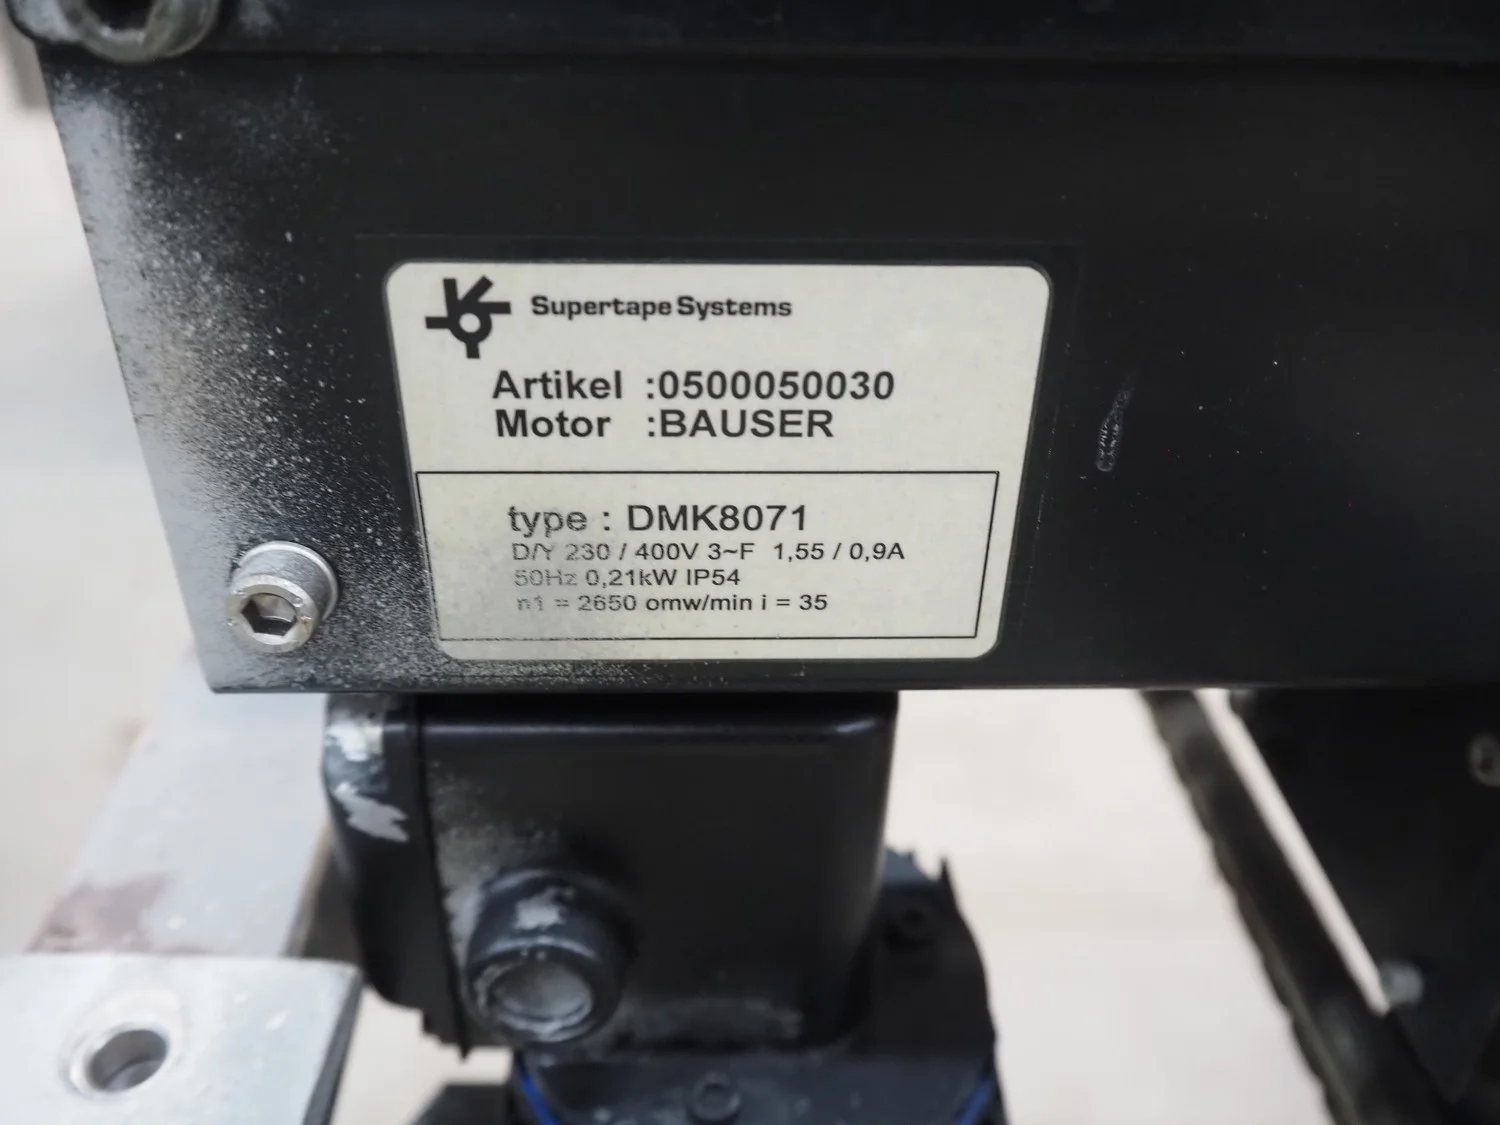 Supertape Systems
Artikel :0500050030
Motor :BAUSER
type : DMK8071
D/Y 230 / 400V 3~F 1,55 / 0,9A
50Hz 0,21kW IP54
n1 = 2650 omw/min i = 35